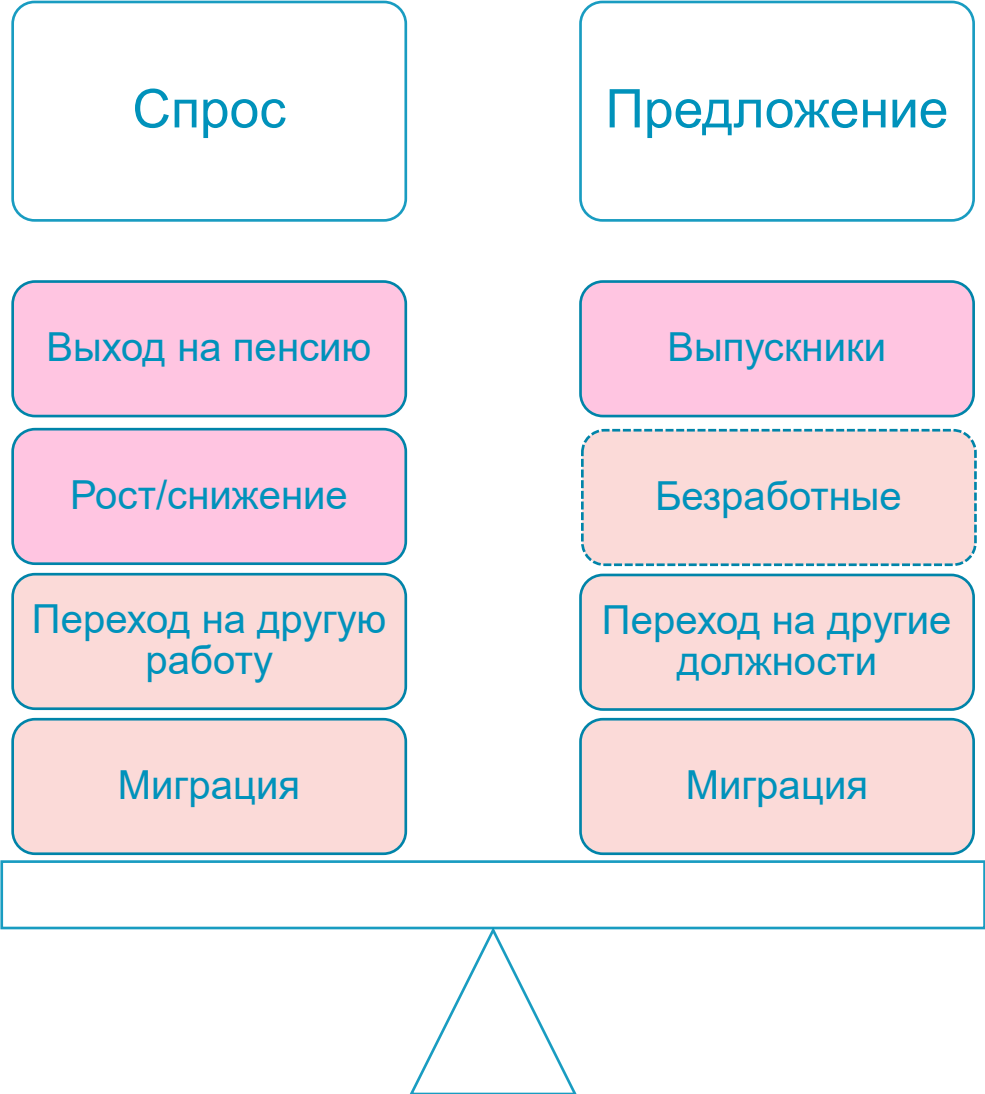 Спрос
Предложение
Выход на пенсию
Выпускники
Рост/снижение
Безработные
Переход на другую
работу
Переход на другие
должности
Миграция
Миграция